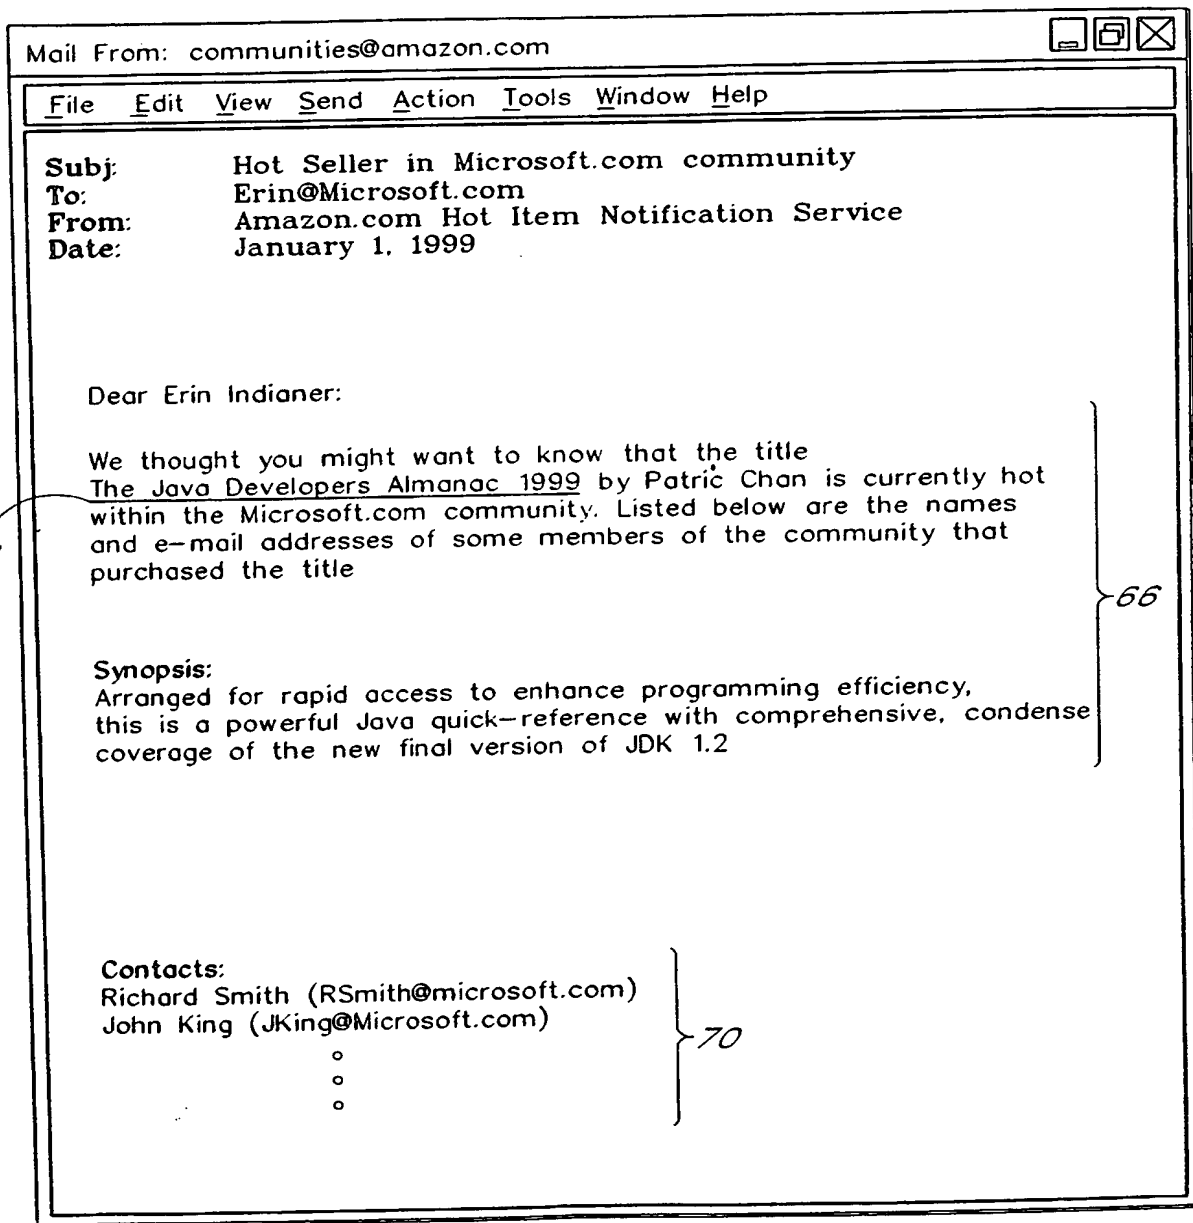 Mail From: communities@amazon.com
File Edit View Send Action Tools Window Help
Subj: Hot Seller in Microsoft.com community
To: Erin@Microsoft.com
From: Amazon.com Hot Item Notification Service
Date: January 1, 1999
Dear Erin Indianer:
We thought you might want to know that the title
The Java Developers Almanac 1999 by Patric Chan is currently hot
within the Microsoft.com community. Listed below are the names
and e-mail addresses of some members of the community that
purchased the title
66
Synopsis:
Arranged for rapid access to enhance programming efficiency,
this is a powerful Java quick-reference with comprehensive, condense
coverage of the new final version of JDK 1.2
Contacts:
Richard Smith (RSmith@microsoft.com)
John King (JKing@Microsoft.com)
70